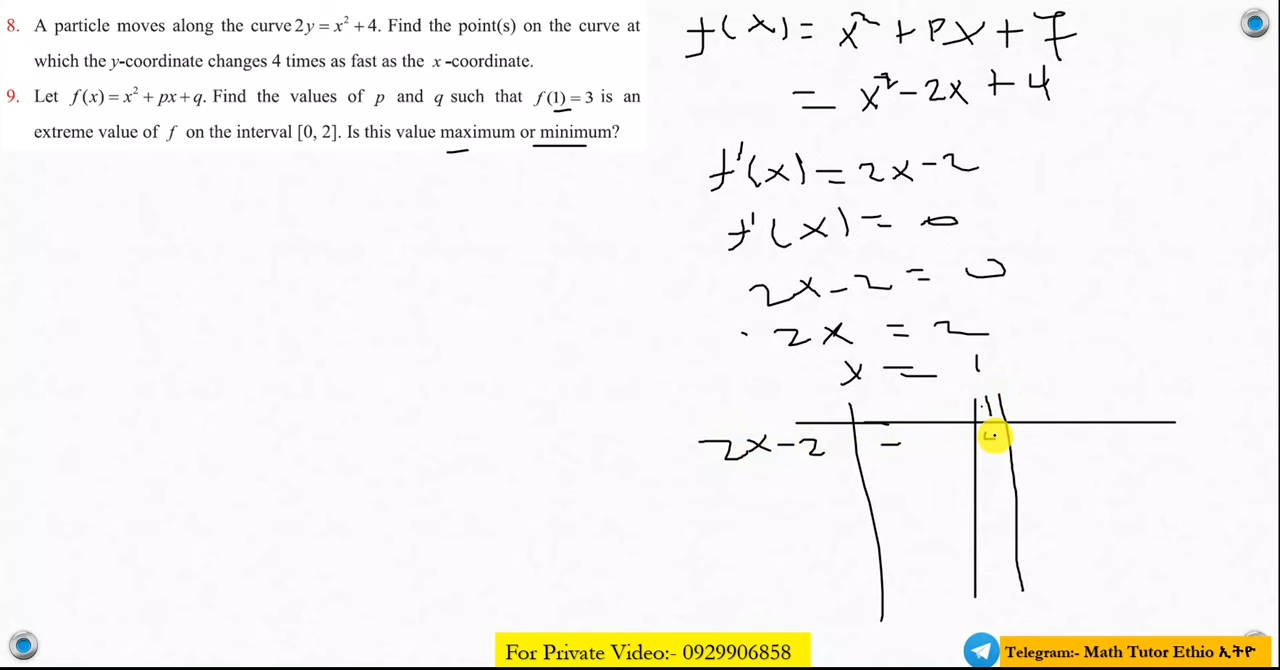 8. A particle moves along the curve 2y = x² + 4. Find the point(s) on the curve at
which the y-coordinate changes 4 times as fast as the x -coordinate.
9. Let f(x) = x² + px + q. Find the values of p and q such that f(1) = 3 is an
extreme value of f on the interval [0, 2]. Is this value maximum or minimum?
f(x) = x² + px + q
= x² - 2x + 4
f'(x) = 2x - 2
f'(x) = 0
2x - 2 = 0
2x = 2
x = 1
2x - 2
For Private Video:- 0929906858
Telegram:- Math Tutor Ethio ኢትዮ